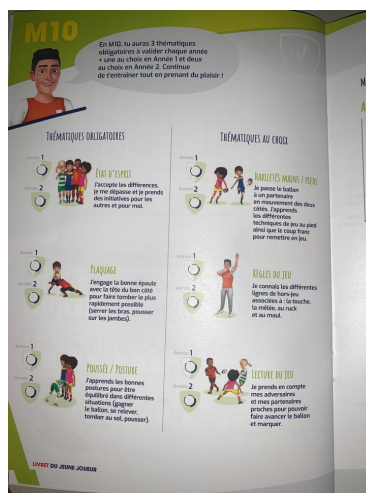 M10
En M10, tu auras 3 thématiques
obligatoires à valider chaque année
+ une au choix en Année 1 et deux
au choix en Année 2. Continue
de t'entrainer tout en prenant du plaisir !
THÉMATIQUES OBLIGATOIRES
Année 1
Année 2
ÉTAT D'ESPRIT
J'accepte les différences,
je me dépasse et je prends
des initiatives pour les
autres et pour moi.
Année 1
Année 2
PLAQUAGE
J'engage la bonne épaule
avec la tête du bon côté
pour faire tomber le plus
rapidement possible
(serrer les bras, pousser
sur les jambes).
Année 1
Année 2
POUSSÉE / POSTURE
J'apprends les bonnes
postures pour être
équilibré dans différentes
situations (gagner
le ballon, se relever,
tomber au sol, pousser).
THÉMATIQUES AU CHOIX
Année 1
Année 2
HABILETÉS MAINS / PIEDS
Je passe le ballon
à un partenaire
en mouvement des deux
côtés. J'apprends
les différentes
techniques de jeu au pied
ainsi que le coup franc
pour remettre en jeu.
Année 1
Année 2
RÈGLES DU JEU
Je connais les différentes
lignes de hors-jeu
associées à : la touche,
la mêlée, au ruck
et au maul.
Année 1
Année 2
LECTURE DU JEU
Je prends en compte
mes adversaires
et mes partenaires
proches pour pouvoir
faire avancer le ballon
et marquer.
LIVRET DU JEUNE JOUEUR